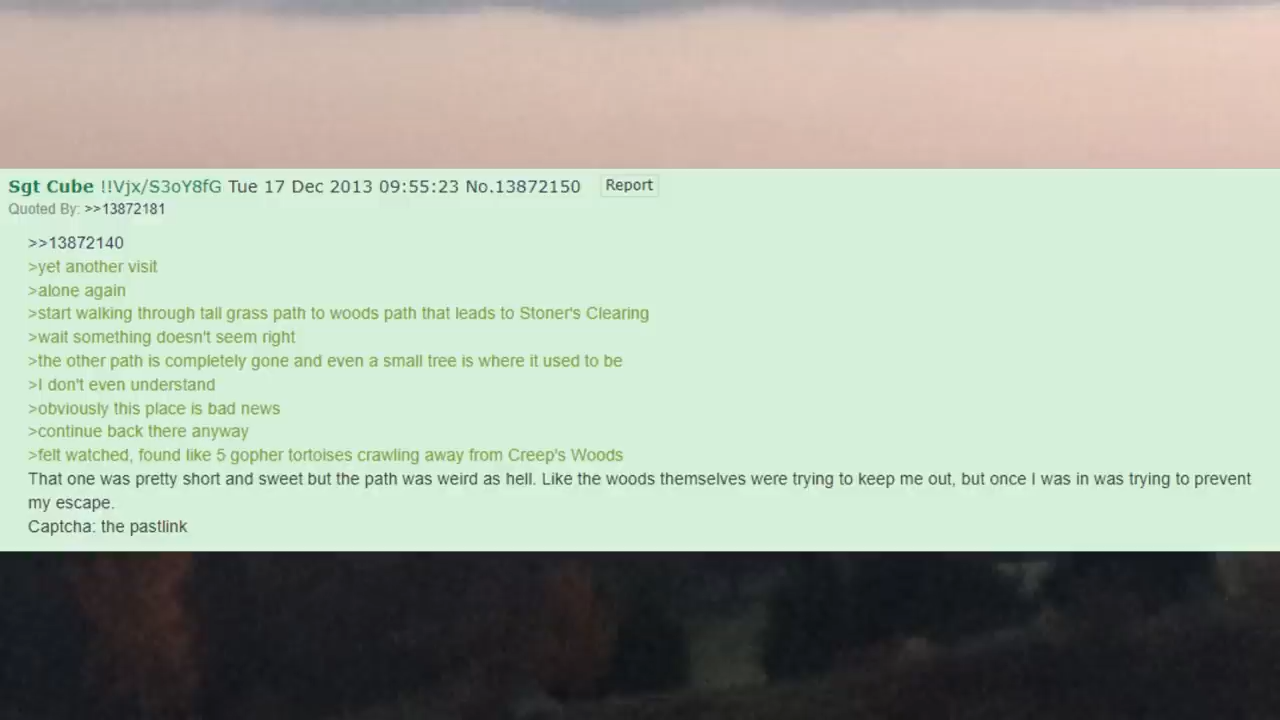 Sgt Cube !!Vjx/S3oY8fG Tue 17 Dec 2013 09:55:23 No.13872150 Report
Quoted By: >>13872181
>>13872140
>yet another visit
>alone again
>start walking through tall grass path to woods path that leads to Stoner's Clearing
>wait something doesn't seem right
>the other path is completely gone and even a small tree is where it used to be
>I don't even understand
>obviously this place is bad news
>continue back there anyway
>felt watched, found like 5 gopher tortoises crawling away from Creep's Woods
That one was pretty short and sweet but the path was weird as hell. Like the woods themselves were trying to keep me out, but once I was in was trying to prevent
my escape.
Captcha: the pastlink